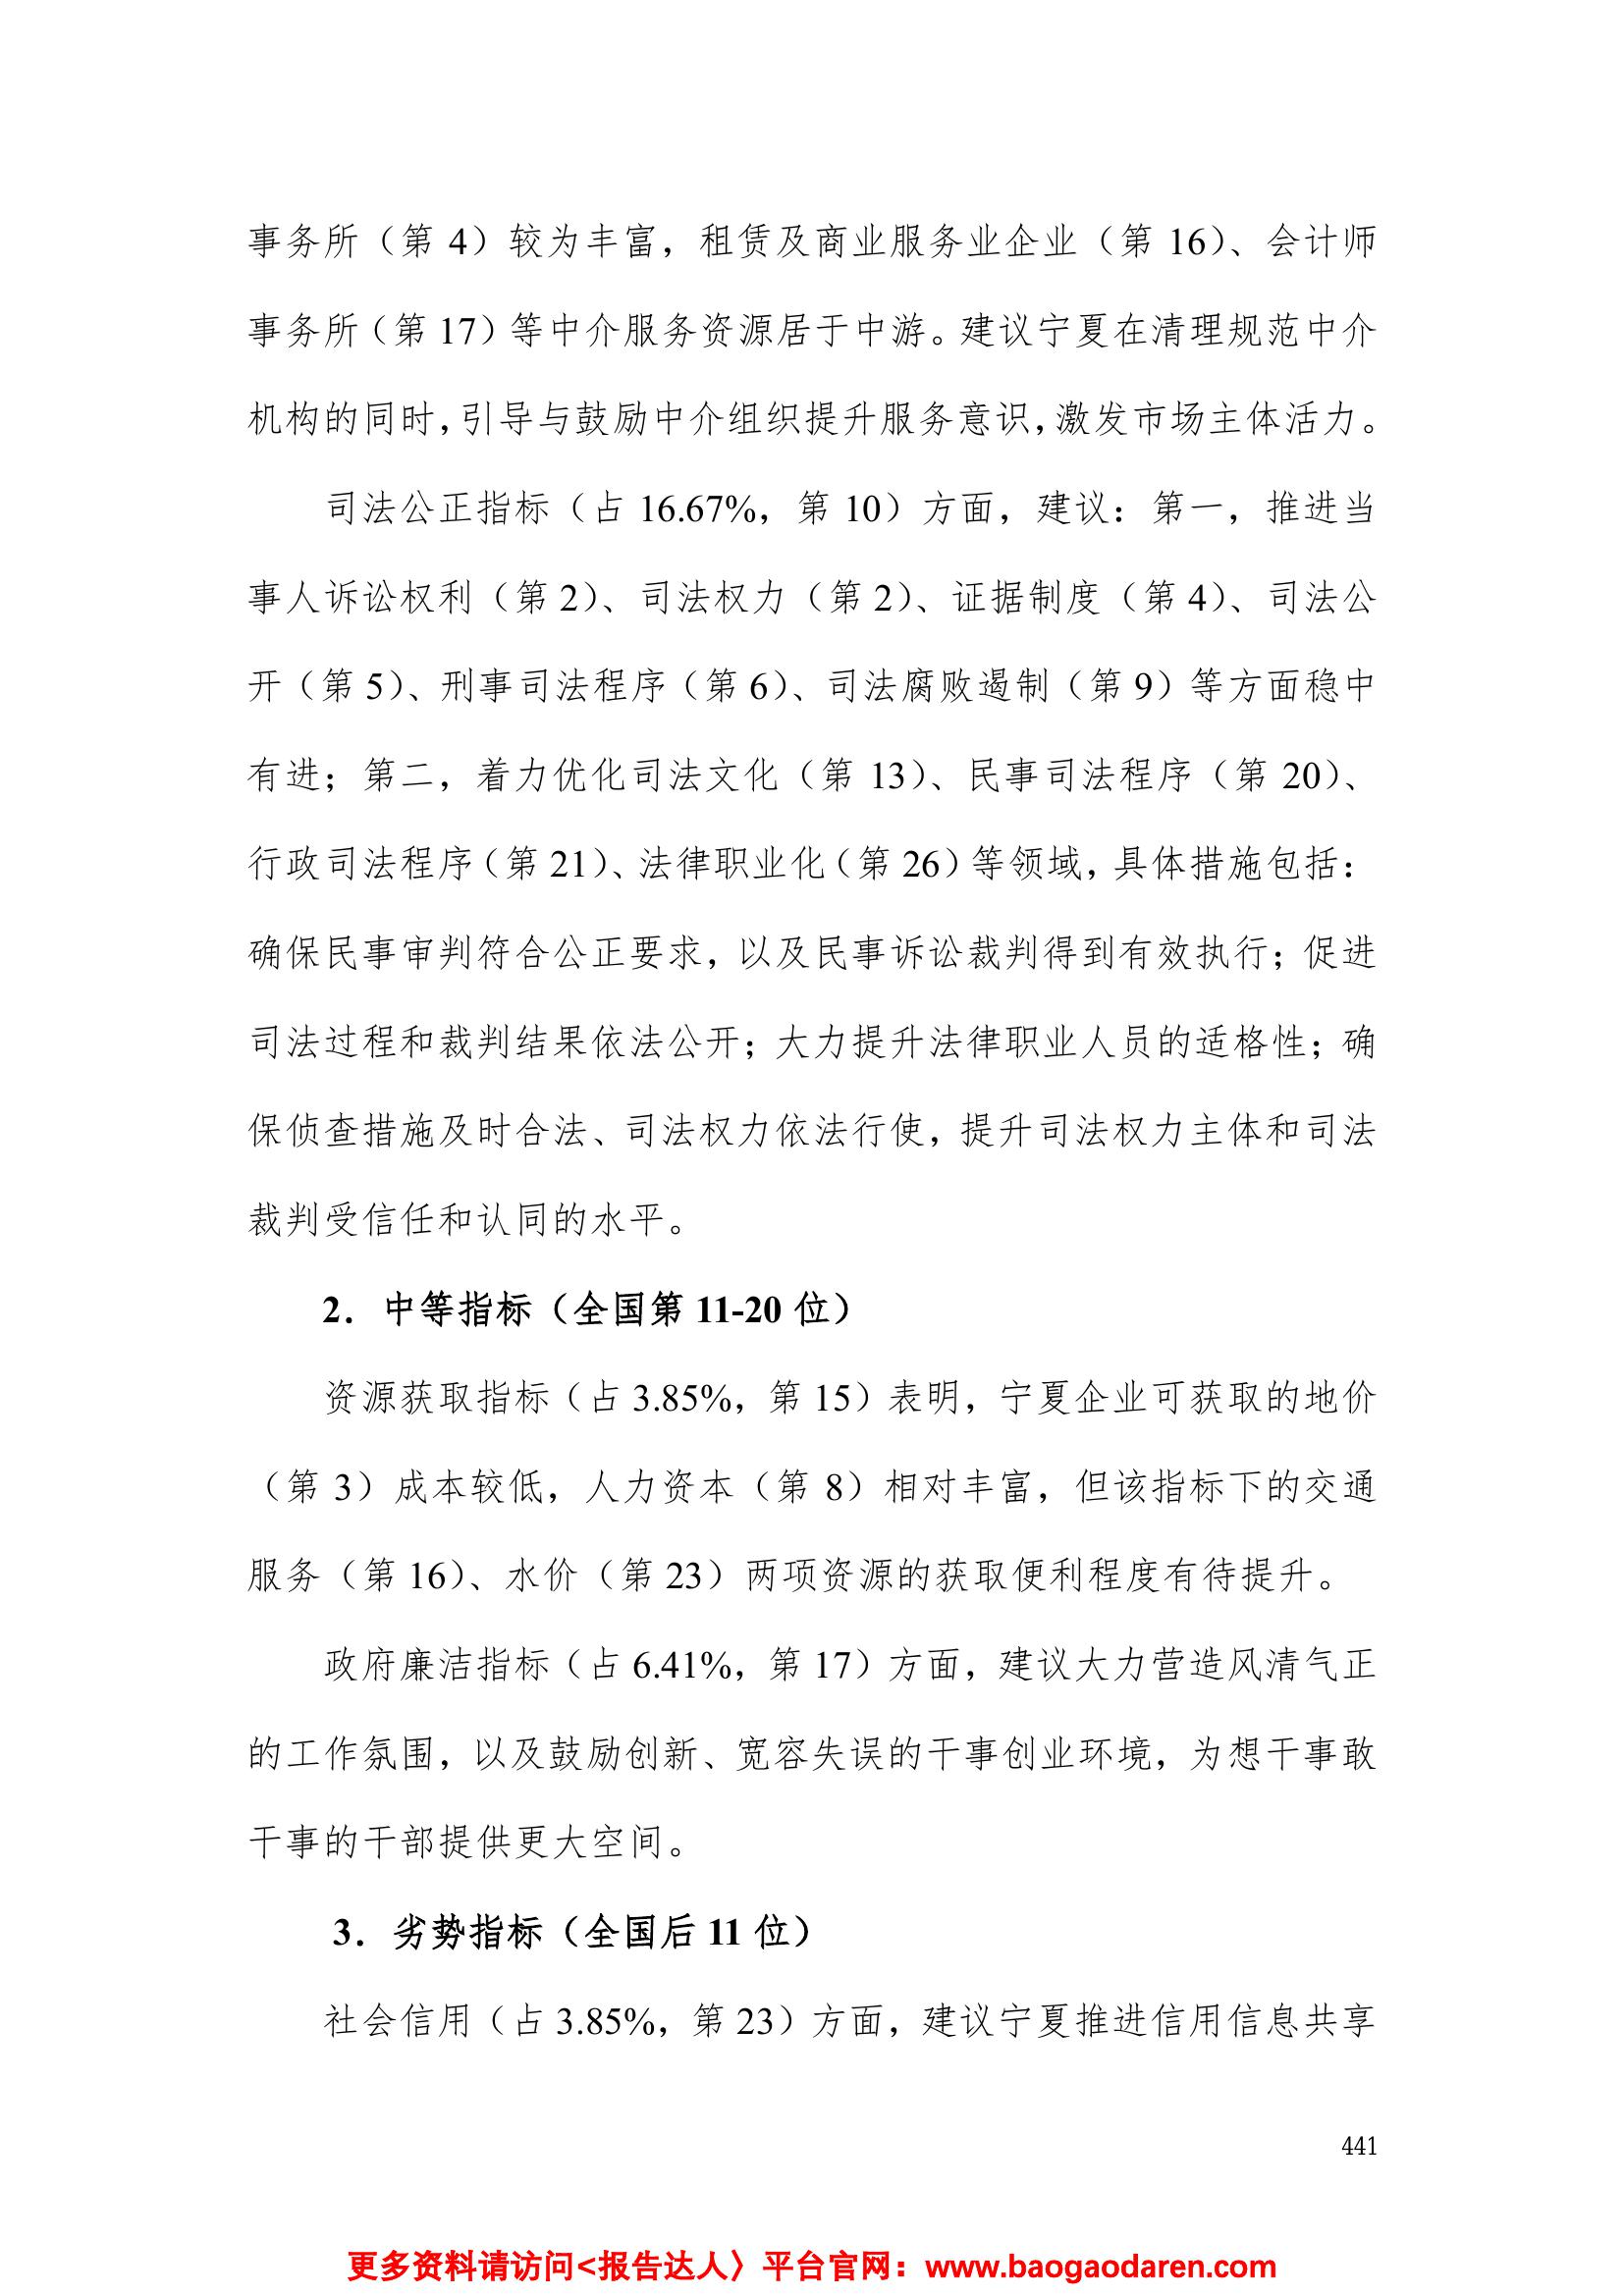 事务所（第 4）较为丰富，租赁及商业服务业企业（第 16）、会计师
事务所（第 17）等中介服务资源居于中游。建议宁夏在清理规范中介
机构的同时，引导与鼓励中介组织提升服务意识，激发市场主体活力。
司法公正指标（占 16.67%，第 10）方面，建议：第一，推进当
事人诉讼权利（第 2）、司法权力（第 2）、证据制度（第 4）、司法公
开（第 5）、刑事司法程序（第 6）、司法腐败遏制（第 9）等方面稳中
有进；第二，着力优化司法文化（第 13）、民事司法程序（第 20）、
行政司法程序（第 21）、法律职业化（第 26）等领域，具体措施包括：
确保民事审判符合公正要求，以及民事诉讼裁判得到有效执行；促进
司法过程和裁判结果依法公开；大力提升法律职业人员的适格性；确
保侦查措施及时合法、司法权力依法行使，提升司法权力主体和司法
裁判受信任和认同的水平。
2．中等指标（全国第 11-20 位）
资源获取指标（占 3.85%，第 15）表明，宁夏企业可获取的地价
（第 3）成本较低，人力资本（第 8）相对丰富，但该指标下的交通
服务（第 16）、水价（第 23）两项资源的获取便利程度有待提升。
政府廉洁指标（占 6.41%，第 17）方面，建议大力营造风清气正
的工作氛围，以及鼓励创新、宽容失误的干事创业环境，为想干事敢
干事的干部提供更大空间。
3．劣势指标（全国后 11 位）
社会信用（占 3.85%，第 23）方面，建议宁夏推进信用信息共享
441
更多资料请访问<报告达人〉平台官网：www.baogaodaren.com